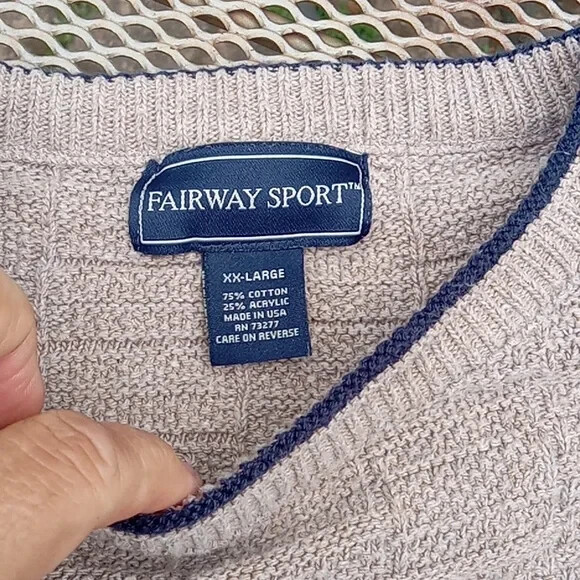 FAIRWAY SPORT™
XX-LARGE
75% COTTON
25% ACRYLIC
MADE IN USA
RN 73277
CARE ON REVERSE